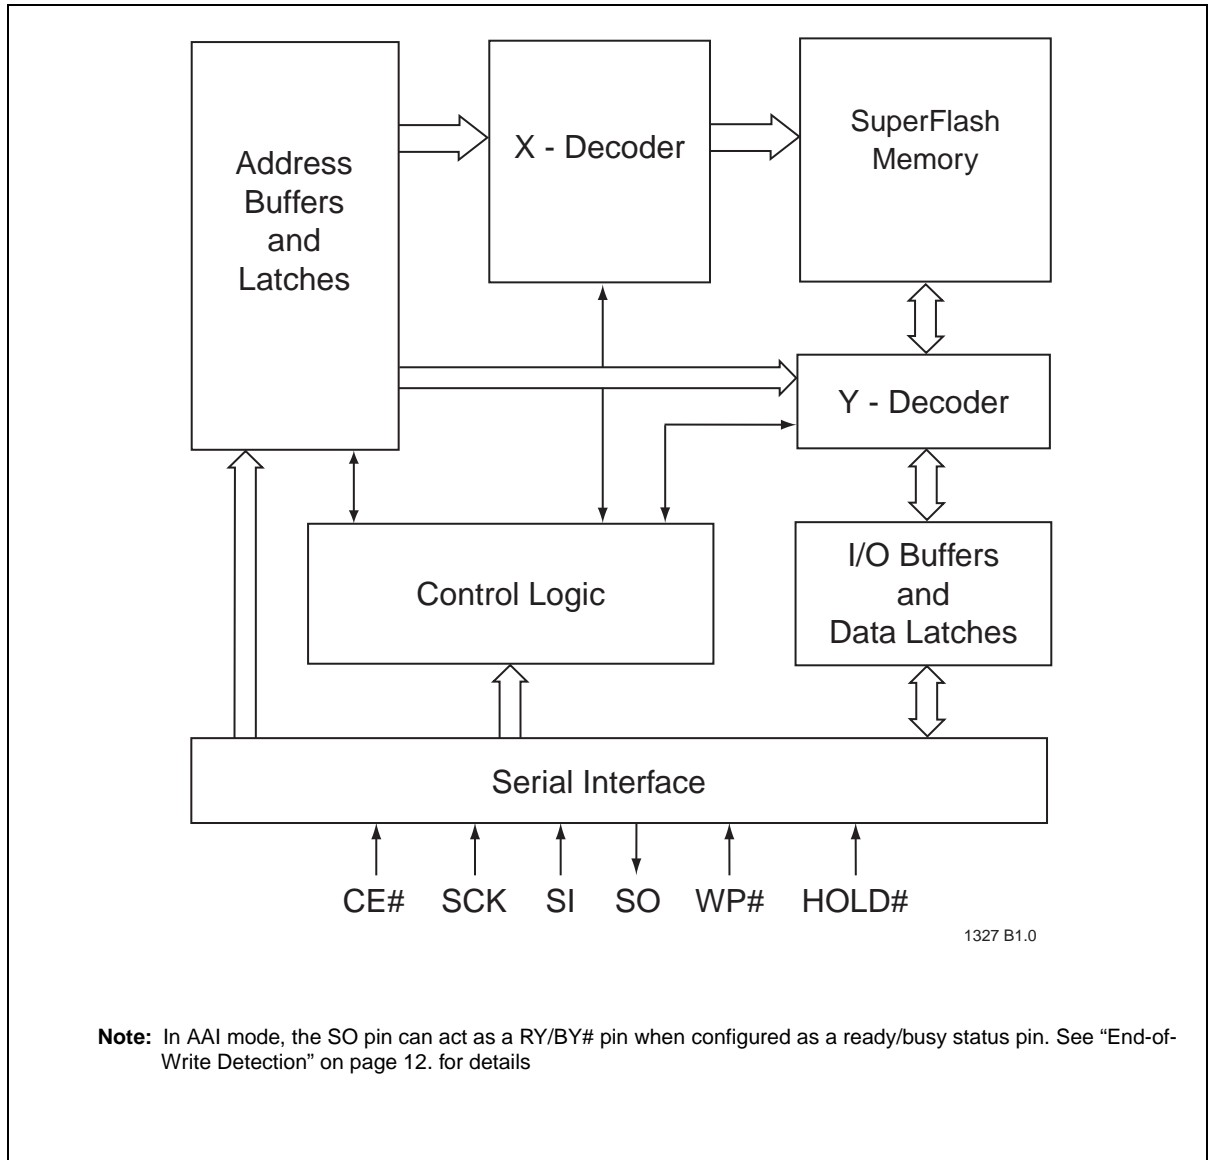 Address
Buffers
and
Latches
X - Decoder
SuperFlash
Memory
Y - Decoder
Control Logic
I/O Buffers
and
Data Latches
Serial Interface
CE# SCK SI SO WP# HOLD#
1327 B1.0
Note: In AAI mode, the SO pin can act as a RY/BY# pin when configured as a ready/busy status pin. See “End-of-
Write Detection” on page 12. for details